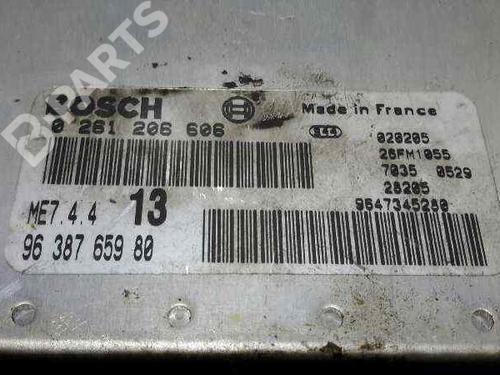 B-PARTS
BOSCH
Made in France
0 261 206 606
028205
26FM1055
7035 0529
28205
9647345280
ME7.4.4 13
96 387 659 80